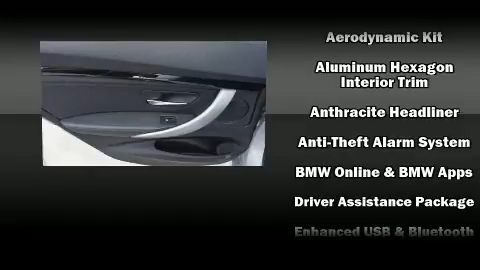 Aerodynamic Kit
Aluminum Hexagon
Interior Trim
Anthracite Headliner
Anti-Theft Alarm System
BMW Online & BMW Apps
Driver Assistance Package
Enhanced USB & Bluetooth